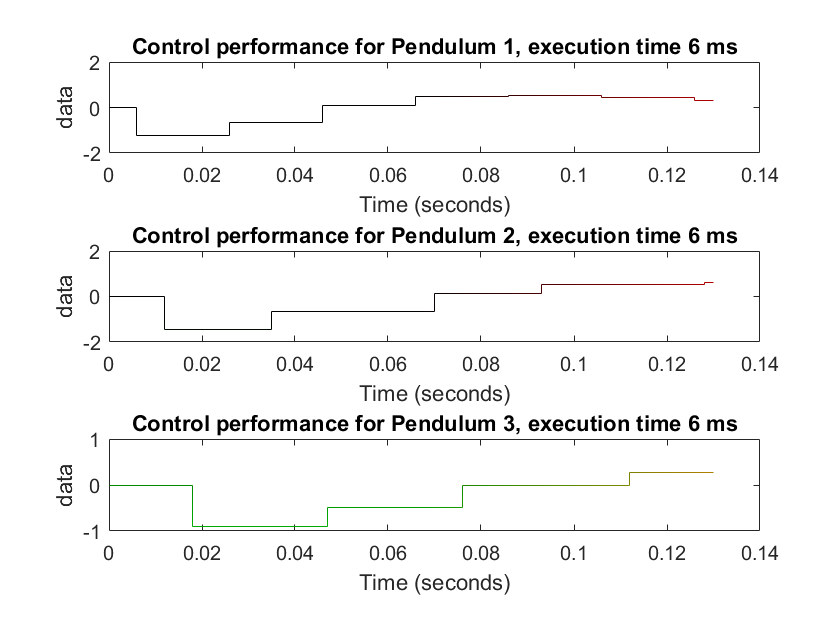 Control performance for Pendulum 1, execution time 6 ms
2
0
-2
data
0 0.02 0.04 0.06 0.08 0.1 0.12 0.14
Time (seconds)
Control performance for Pendulum 2, execution time 6 ms
2
0
-2
data
0 0.02 0.04 0.06 0.08 0.1 0.12 0.14
Time (seconds)
Control performance for Pendulum 3, execution time 6 ms
1
0
-1
data
0 0.02 0.04 0.06 0.08 0.1 0.12 0.14
Time (seconds)